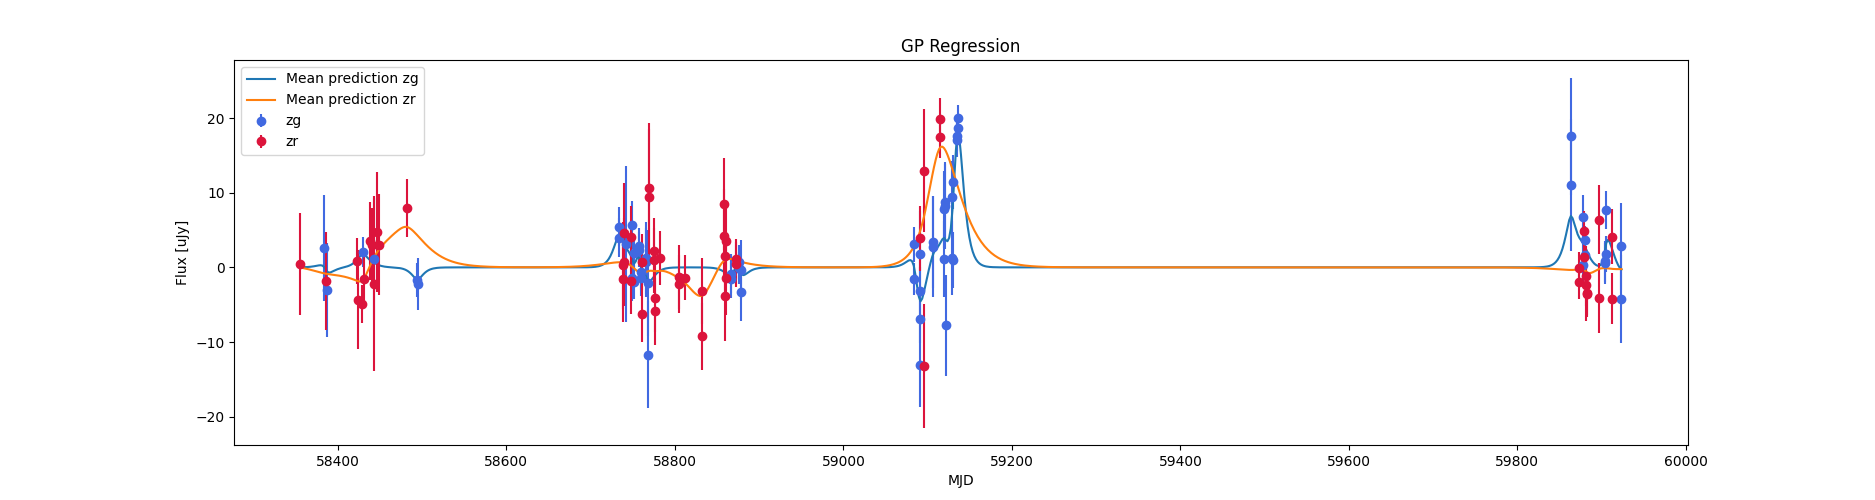 GP Regression
Mean prediction zg
Mean prediction zr
zg
zr
Flux [uJy]
20
10
0
−10
−20
58400
58600
58800
59000
59200
59400
59600
59800
60000
MJD